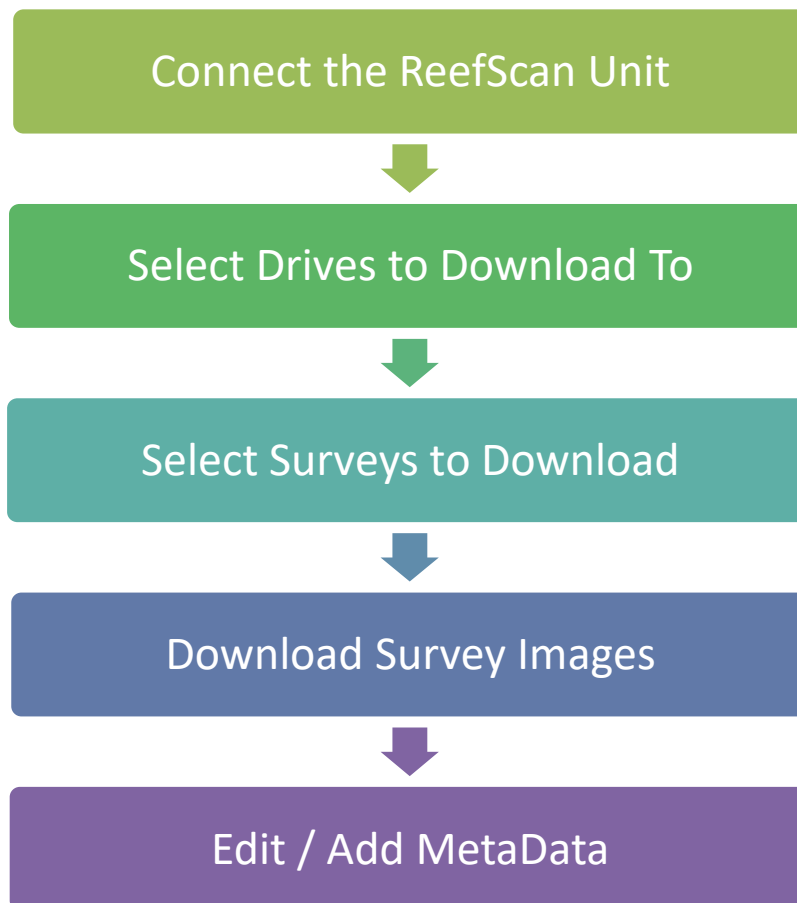 Connect the ReefScan Unit
Select Drives to Download To
Select Surveys to Download
Download Survey Images
Edit / Add MetaData